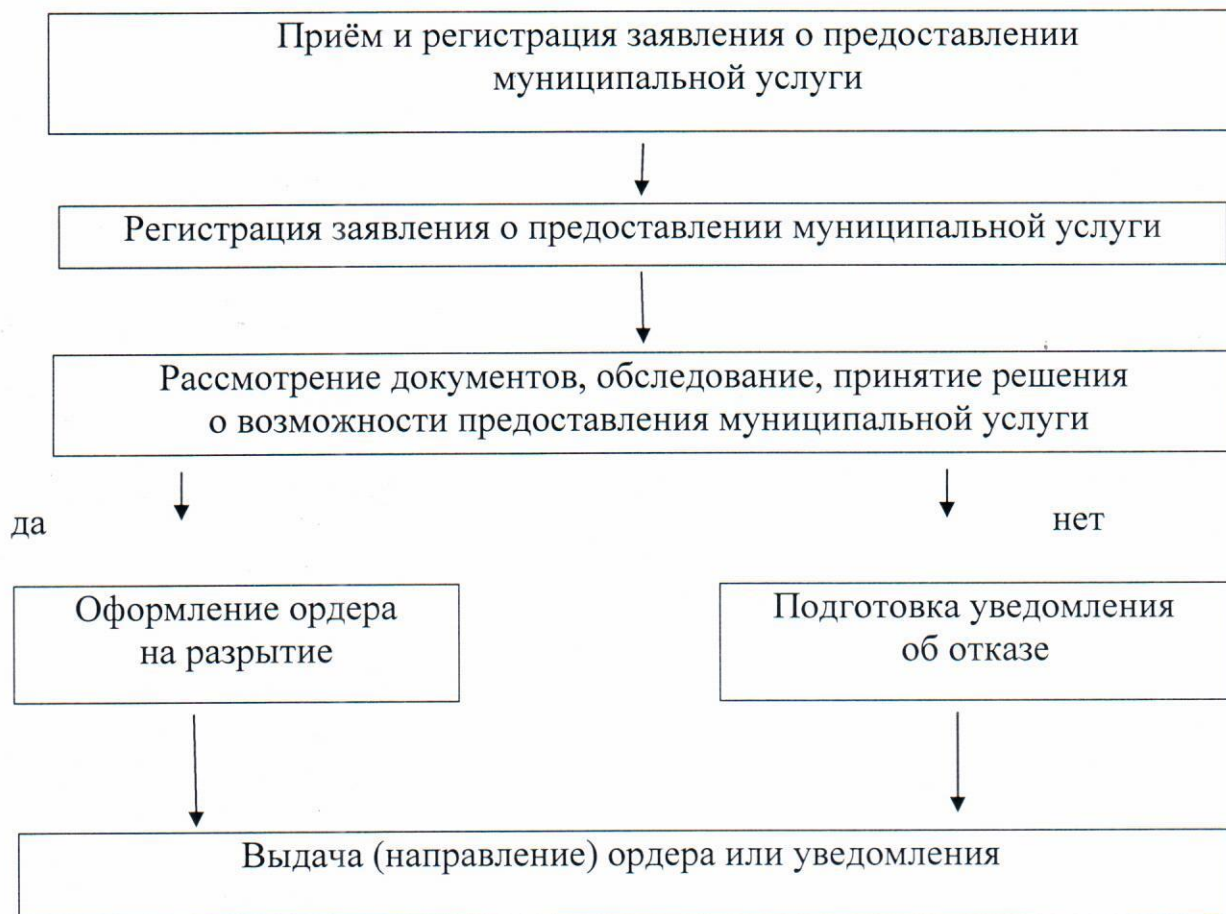 Приём и регистрация заявления о предоставлении
муниципальной услуги
Регистрация заявления о предоставлении муниципальной услуги
Рассмотрение документов, обследование, принятие решения
о возможности предоставления муниципальной услуги
да
нет
Оформление ордера
на разрытие
Подготовка уведомления
об отказе
Выдача (направление) ордера или уведомления